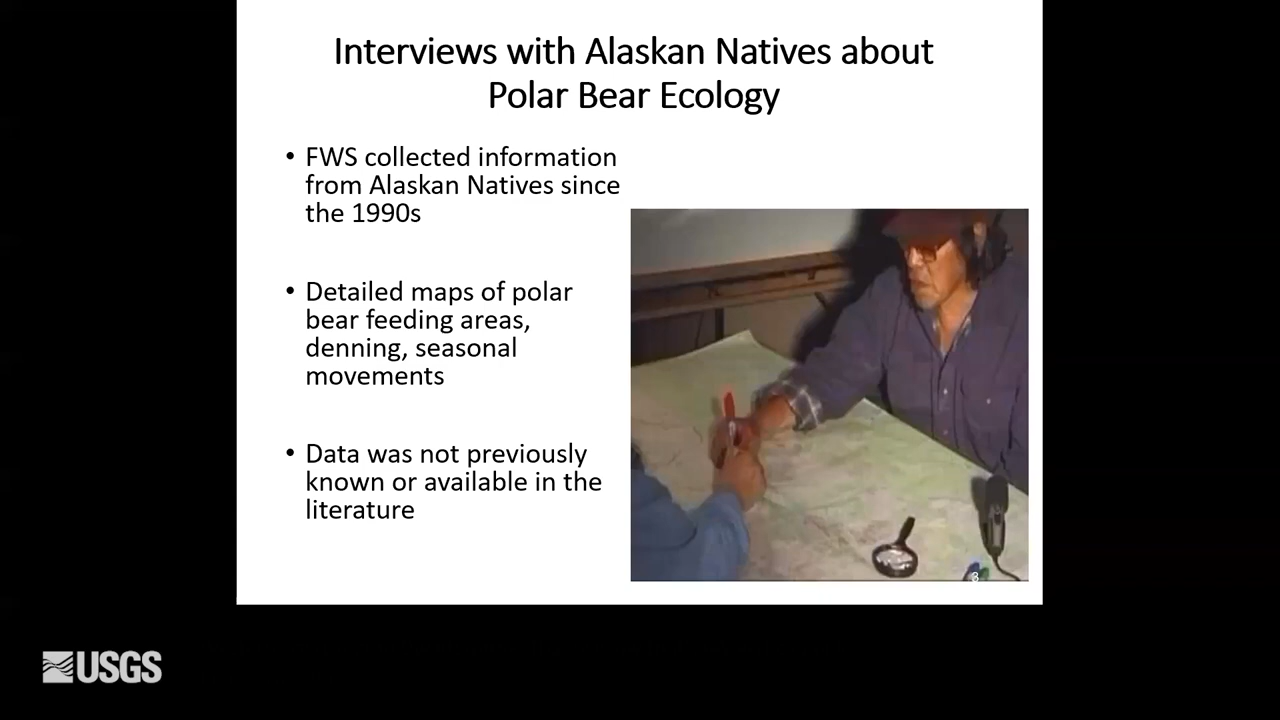 Interviews with Alaskan Natives about
Polar Bear Ecology
• FWS collected information
from Alaskan Natives since
the 1990s
• Detailed maps of polar
bear feeding areas,
denning, seasonal
movements
• Data was not previously
known or available in the
literature
3
USGS